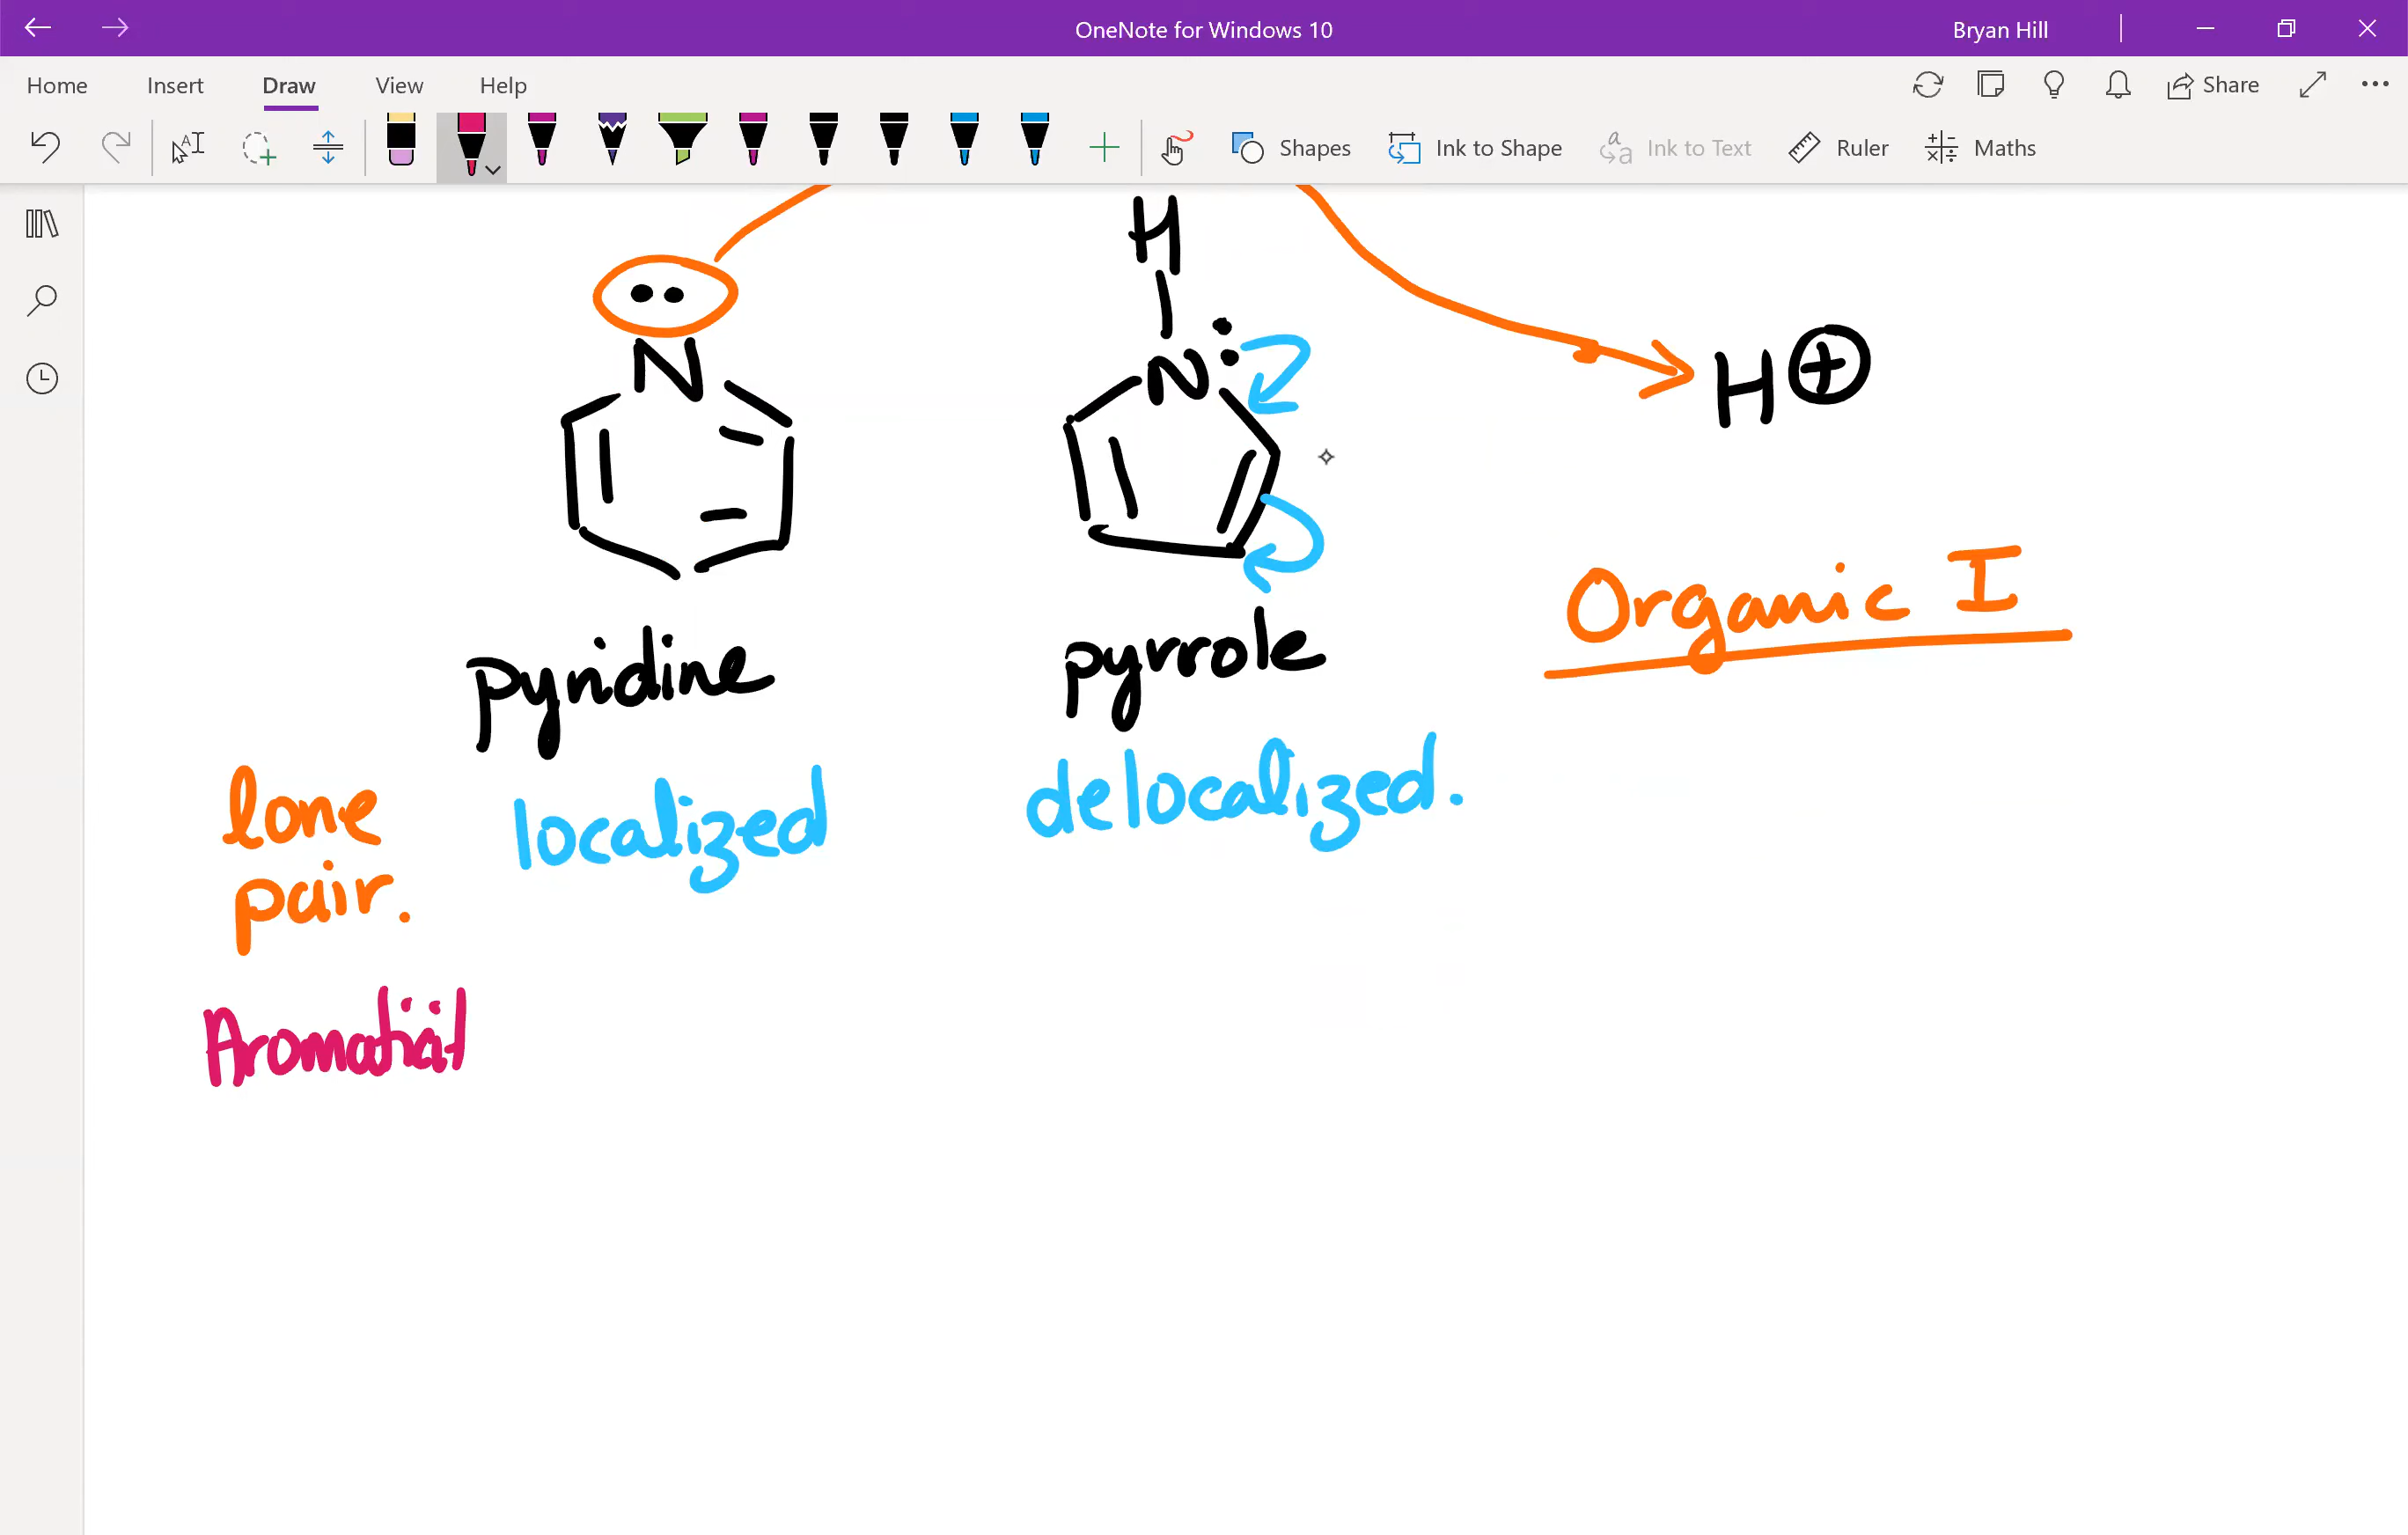 OneNote for Windows 10
Bryan Hill
Home Insert Draw View Help
Share
Shapes Ink to Shape Ink to Text Ruler Maths
H
N
N
H +
pyridine
pyrrole
Organic I
lone
pair.
localized
delocalized.
Aromaticit